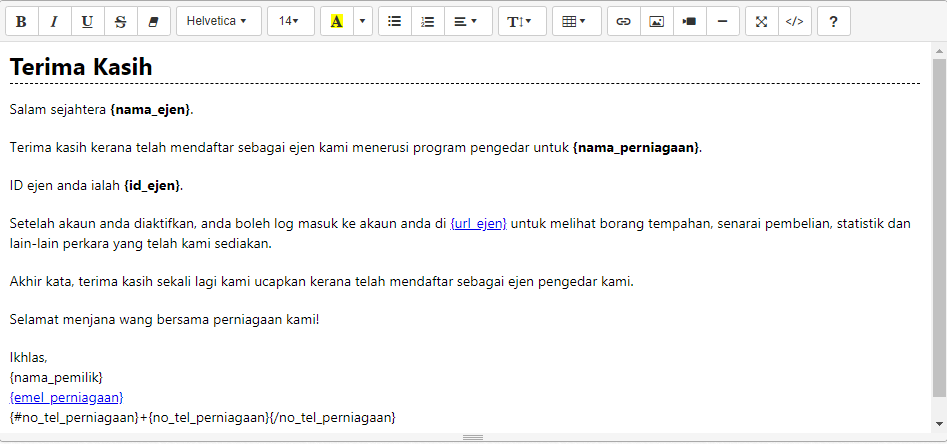 B I U S Helvetica 14 A T </> ?
Terima Kasih
Salam sejahtera {nama_ejen}.
Terima kasih kerana telah mendaftar sebagai ejen kami menerusi program pengedar untuk {nama_perniagaan}.
ID ejen anda ialah {id_ejen}.
Setelah akaun anda diaktifkan, anda boleh log masuk ke akaun anda di {url_ejen} untuk melihat borang tempahan, senarai pembelian, statistik dan
lain-lain perkara yang telah kami sediakan.
Akhir kata, terima kasih sekali lagi kami ucapkan kerana telah mendaftar sebagai ejen pengedar kami.
Selamat menjana wang bersama perniagaan kami!
Ikhlas,
{nama_pemilik}
{emel_perniagaan}
{#no_tel_perniagaan}+{no_tel_perniagaan}{/no_tel_perniagaan}